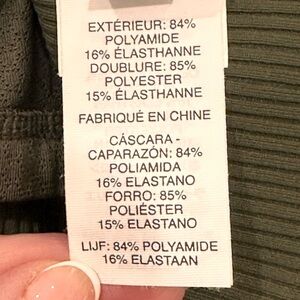 EXTÉRIEUR: 84%
POLYAMIDE
16% ÉLASTHANNE
DOUBLURE: 85%
POLYESTER
15% ÉLASTHANNE
FABRIQUÉ EN CHINE
CÁSCARA -
CAPARAZÓN: 84%
POLIAMIDA
16% ELASTANO
FORRO: 85%
POLIÉSTER
15% ELASTANO
LIJF: 84% POLYAMIDE
16% ELASTAAN